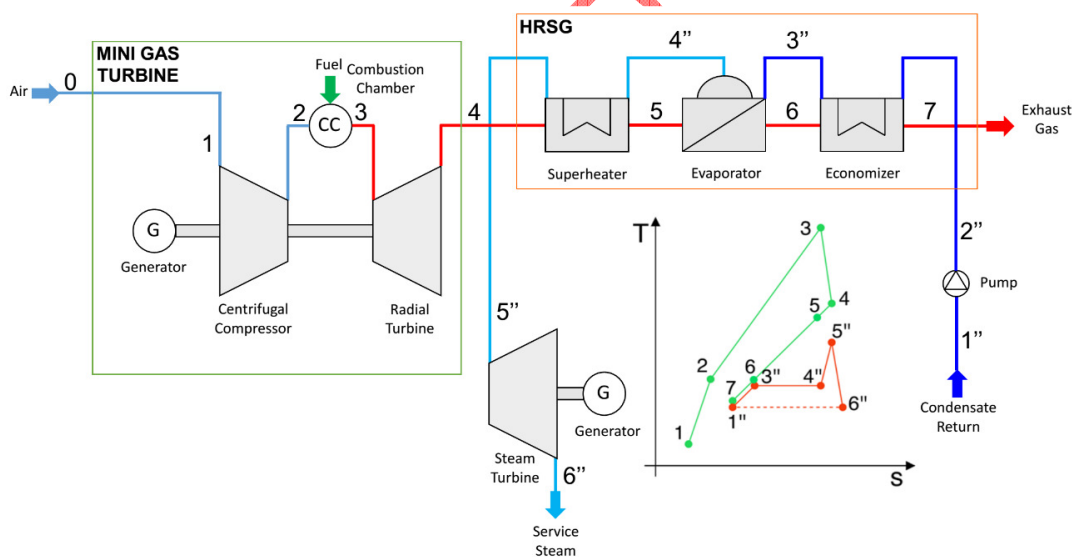 MINI GAS
TURBINE
HRSG
Air
0
1
2
Fuel
Combustion
Chamber
CC
3
4
4’’
3’’
5
6
7
Exhaust
Gas
Superheater
Evaporator
Economizer
G
Generator
Centrifugal
Compressor
Radial
Turbine
5’’
2’’
Pump
1’’
Condensate
Return
Steam
Turbine
G
Generator
6’’
Service
Steam
T
3
4
5
5"
2
6
3"
4"
7
1"
6"
1
S